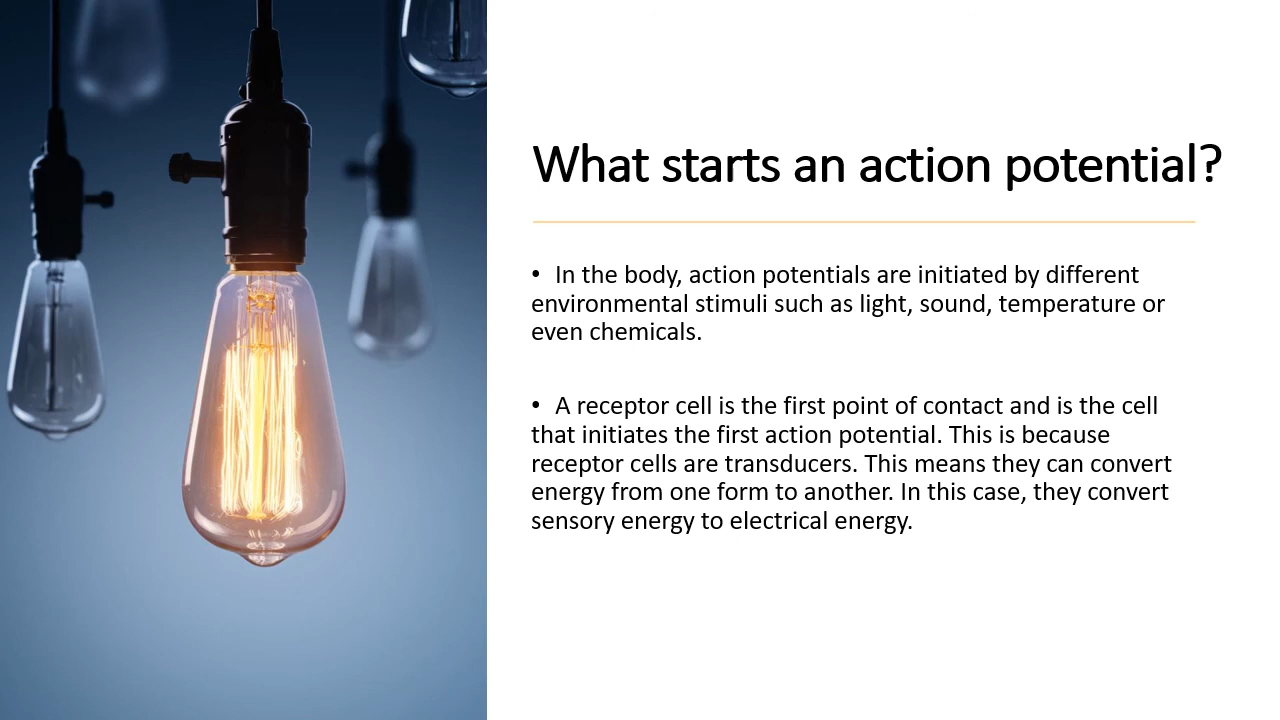 What starts an action potential?
• In the body, action potentials are initiated by different
environmental stimuli such as light, sound, temperature or
even chemicals.
• A receptor cell is the first point of contact and is the cell
that initiates the first action potential. This is because
receptor cells are transducers. This means they can convert
energy from one form to another. In this case, they convert
sensory energy to electrical energy.